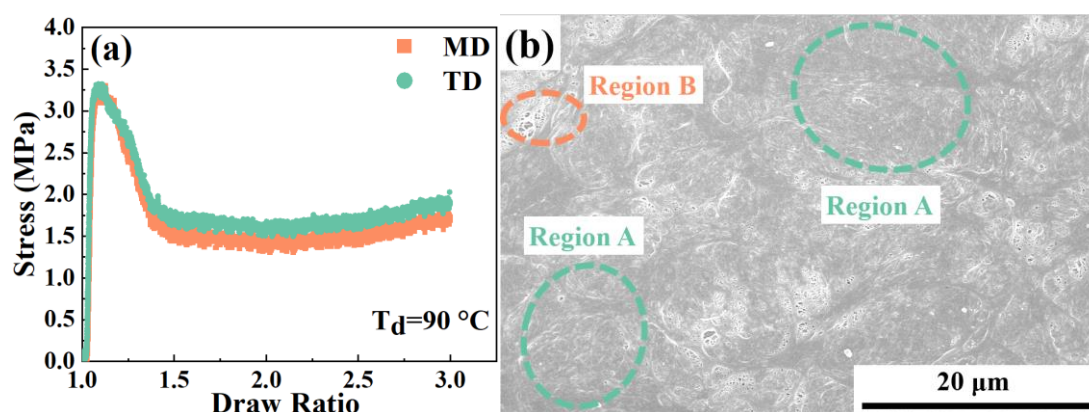 (a)
MD
TD
4.0
3.5
3.0
2.5
2.0
1.5
1.0
0.5
0.0
Stress (MPa)
T_d=90 °C
1.0 1.5 2.0 2.5 3.0
Draw Ratio
(b)
Region B
Region A
Region A
20 μm